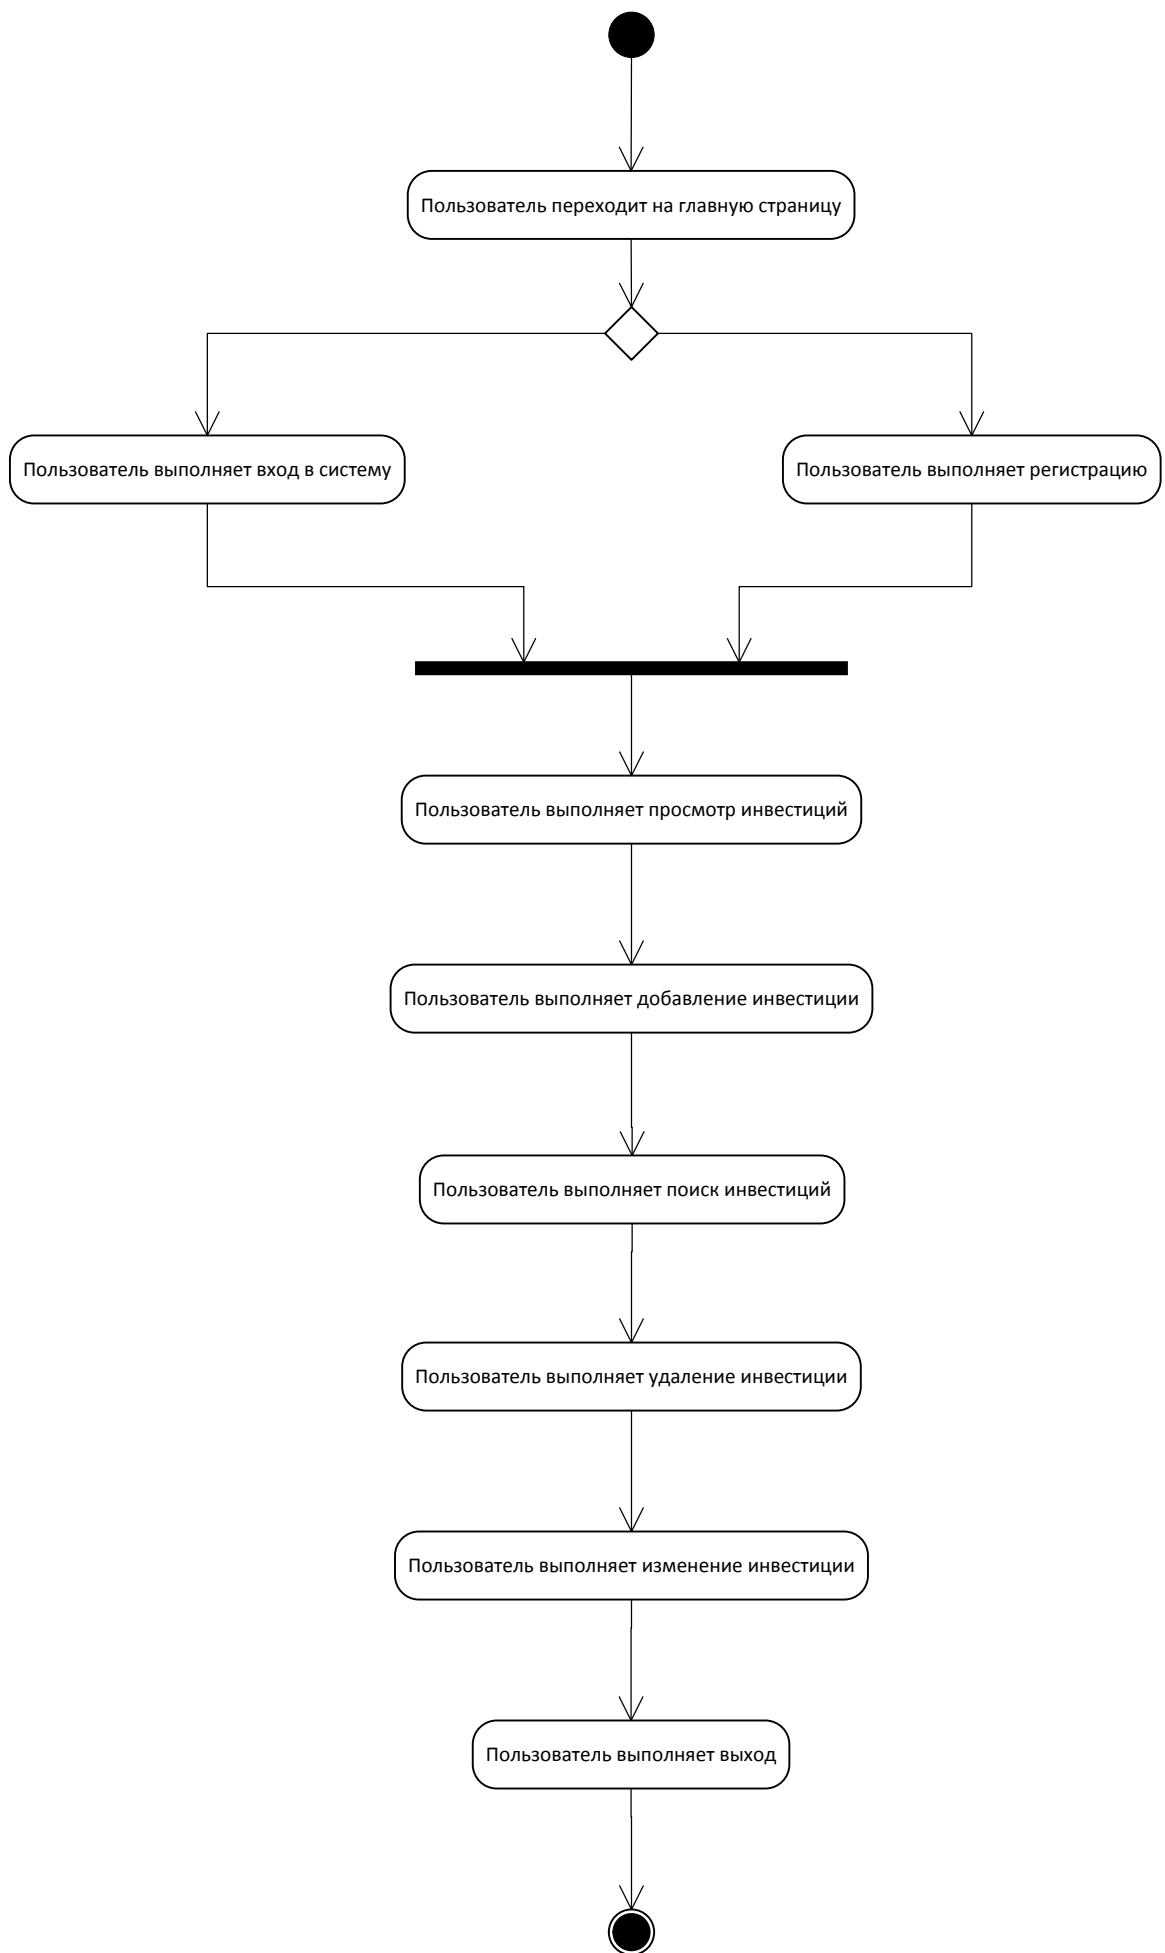 Пользователь переходит на главную страницу
Пользователь выполняет вход в систему
Пользователь выполняет регистрацию
Пользователь выполняет просмотр инвестиций
Пользователь выполняет добавление инвестиции
Пользователь выполняет поиск инвестиций
Пользователь выполняет удаление инвестиции
Пользователь выполняет изменение инвестиции
Пользователь выполняет выход